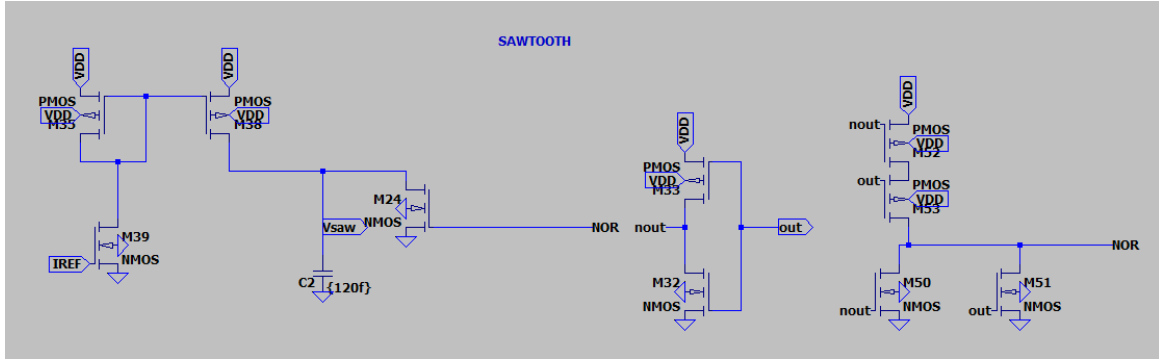 SAWTOOTH
VDD
PMOS
VDD
M35
VDD
PMOS
VDD
M38
M39
NMOS
IREF
M24
NMOS
Vsaw
C2
{120f}
NOR
VDD
PMOS
VDD
M33
nout
out
M32
NMOS
VDD
nout
PMOS
VDD
M52
out
PMOS
VDD
M53
NOR
M50
NMOS
nout
M51
NMOS
out